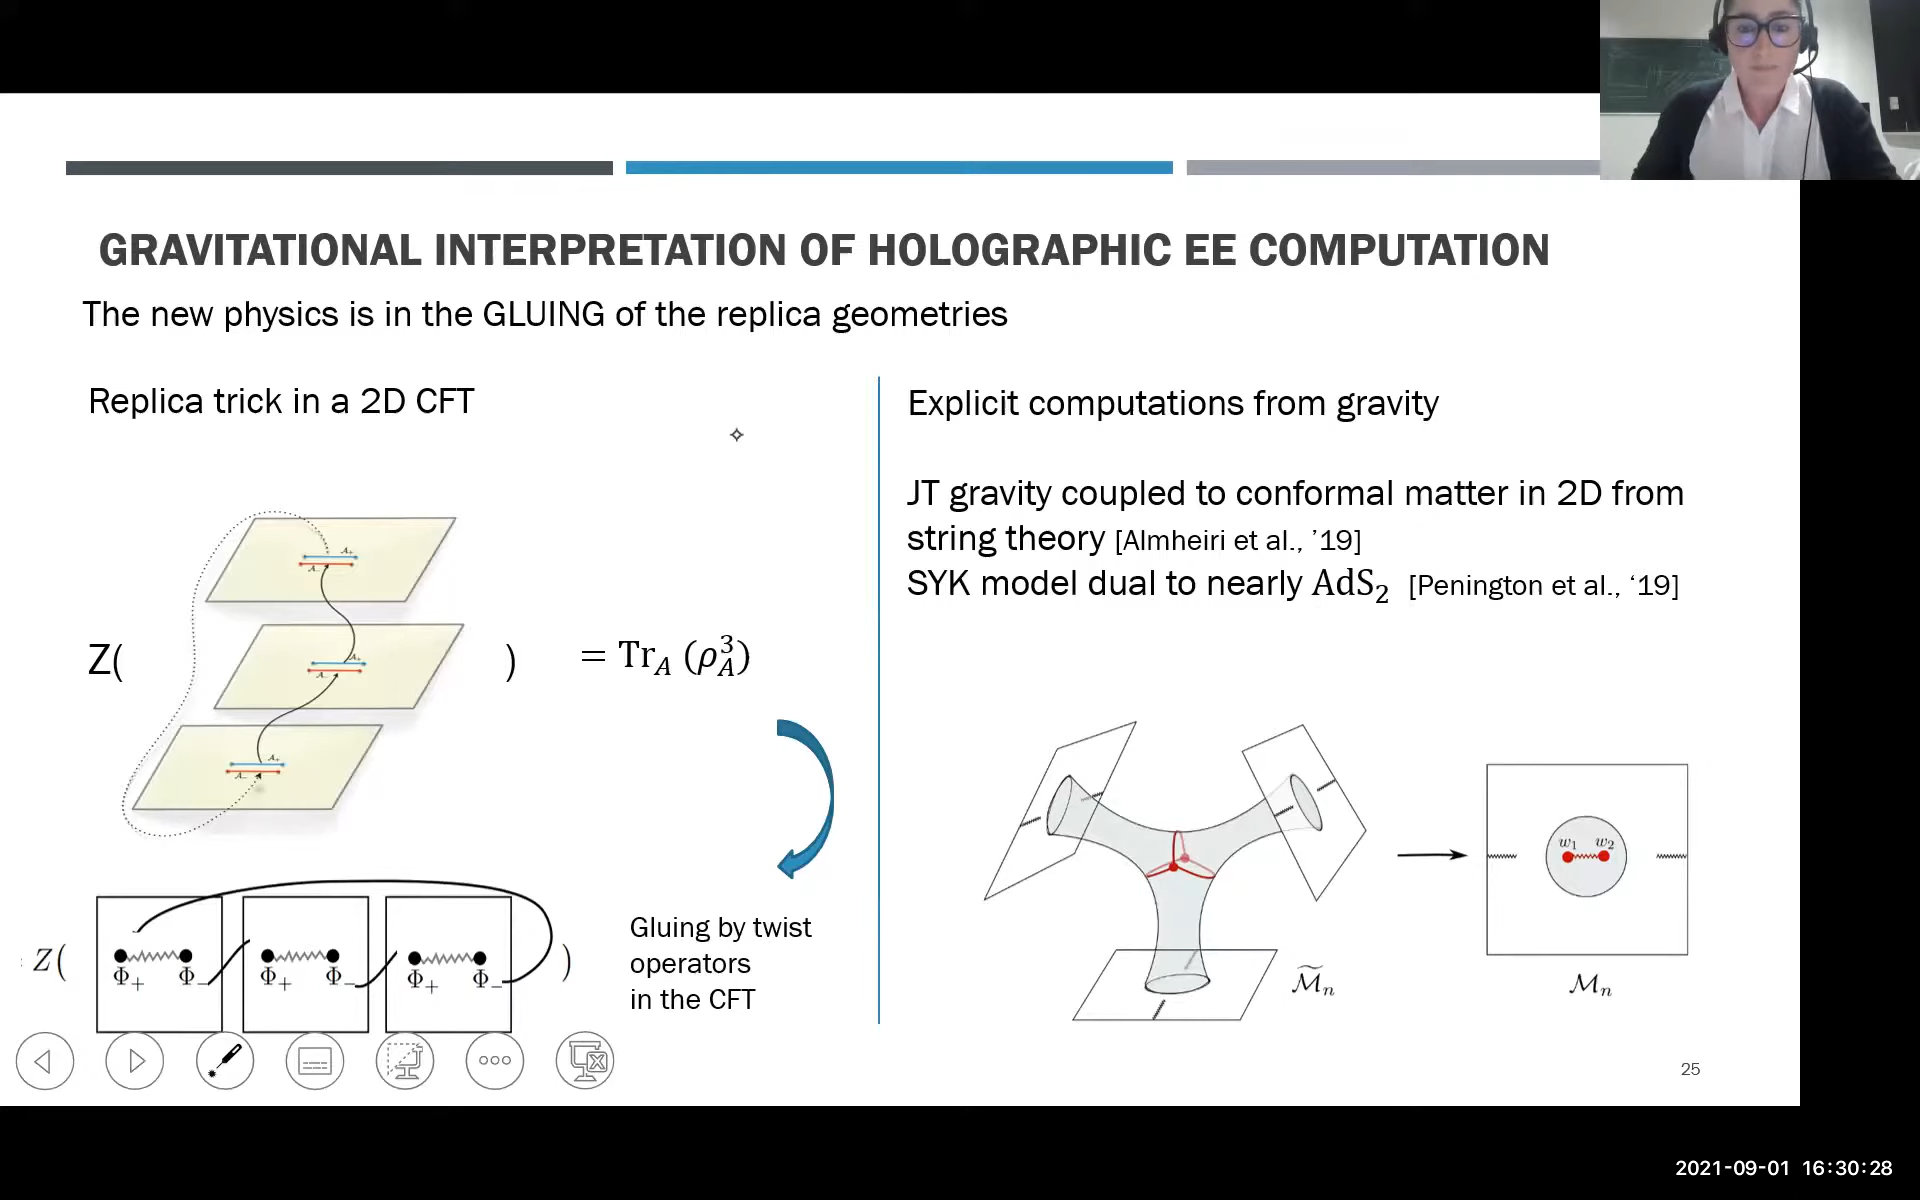 GRAVITATIONAL INTERPRETATION OF HOLOGRAPHIC EE COMPUTATION
The new physics is in the GLUING of the replica geometries
Replica trick in a 2D CFT
A₊
A₋
A₊
A₋
A₊
A₋
Z( ) = Tr_A (ρ_A^3)
Z( )
Φ₊ Φ₋ Φ₊ Φ₋ Φ₊ Φ₋
Gluing by twist
operators
in the CFT
Explicit computations from gravity
JT gravity coupled to conformal matter in 2D from
string theory [Almheiri et al., ’19]
SYK model dual to nearly AdS₂ [Penington et al., ‘19]
w₁ w₂
M̃ₙ
Mₙ
25
2021-09-01 16:30:28